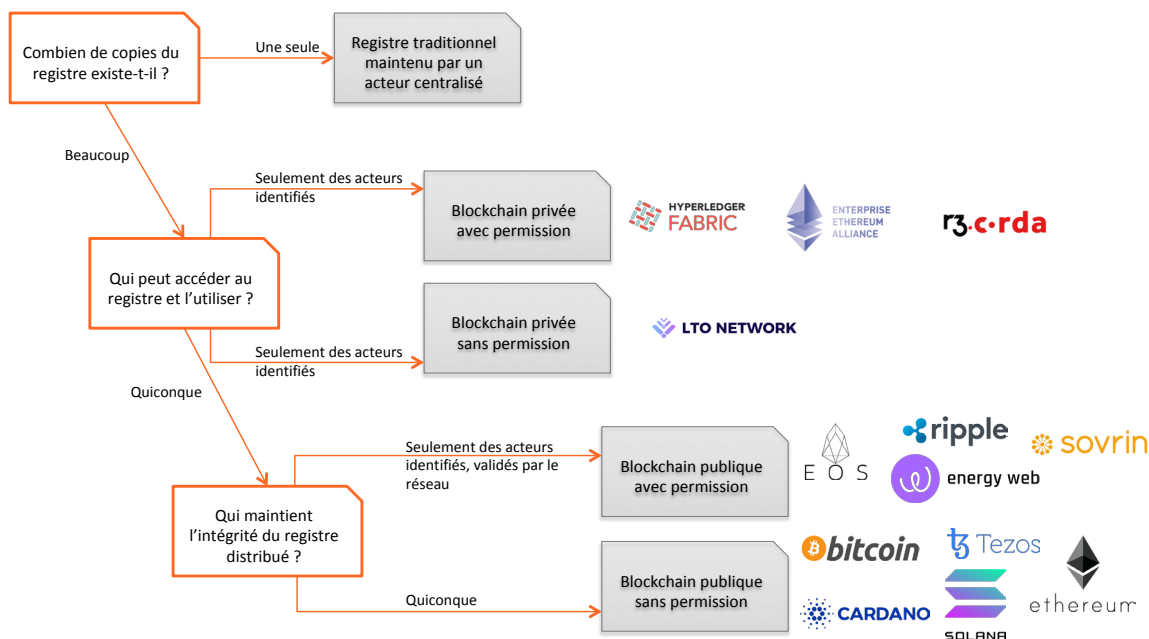 Combien de copies du
registre existe-t-il ?
Une seule
Registre traditionnel
maintenu par un
acteur centralisé
Beaucoup
Seulement des acteurs
identifiés
Blockchain privée
avec permission
HYPERLEDGER
FABRIC
ENTERPRISE
ETHEREUM
ALLIANCE
r3.c•rda
Qui peut accéder au
registre et l’utiliser ?
Blockchain privée
sans permission
LTO NETWORK
Seulement des acteurs
identifiés
Quiconque
Seulement des acteurs
identifiés, validés par le
réseau
Blockchain publique
avec permission
EOS
ripple
sovrin
energy web
Qui maintient
l’intégrité du registre
distribué ?
Quiconque
Blockchain publique
sans permission
bitcoin
Tezos
CARDANO
SOLANA
ethereum